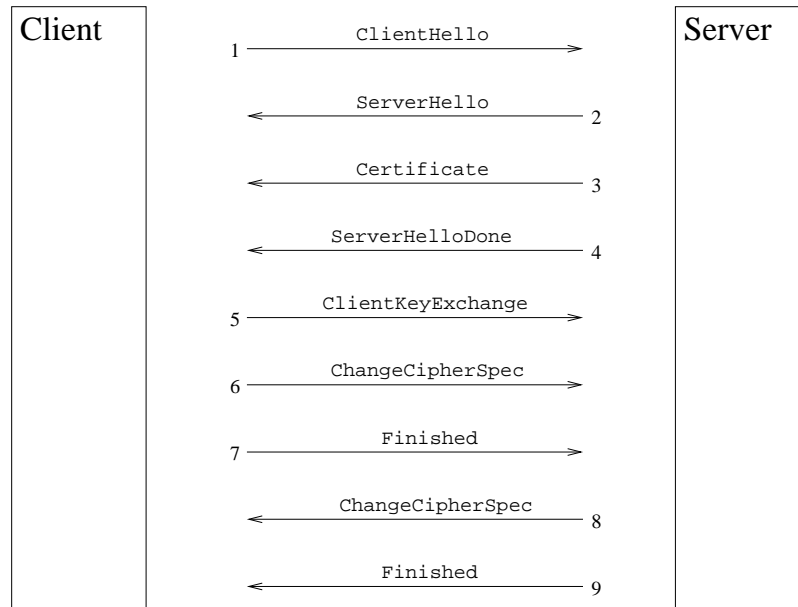 Client
Server
1 ClientHello
ServerHello 2
Certificate 3
ServerHelloDone 4
5 ClientKeyExchange
6 ChangeCipherSpec
7 Finished
ChangeCipherSpec 8
Finished 9